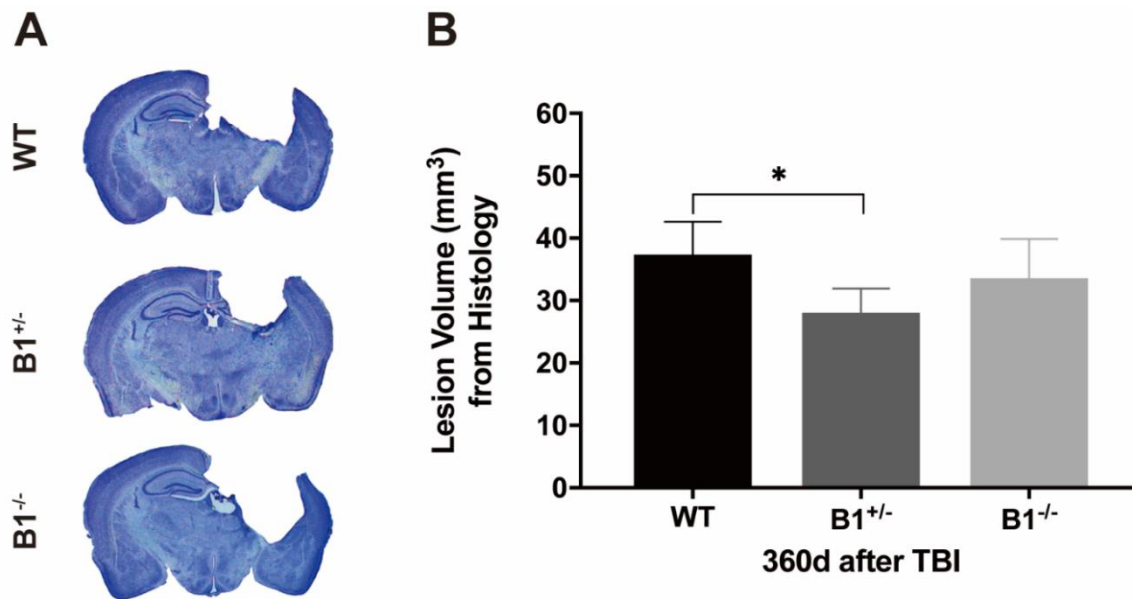 A
WT
B1+/-
B1-/-
B
Lesion Volume (mm3)
from Histology
60
50
40
30
20
10
0
*
WT B1+/- B1-/-
360d after TBI